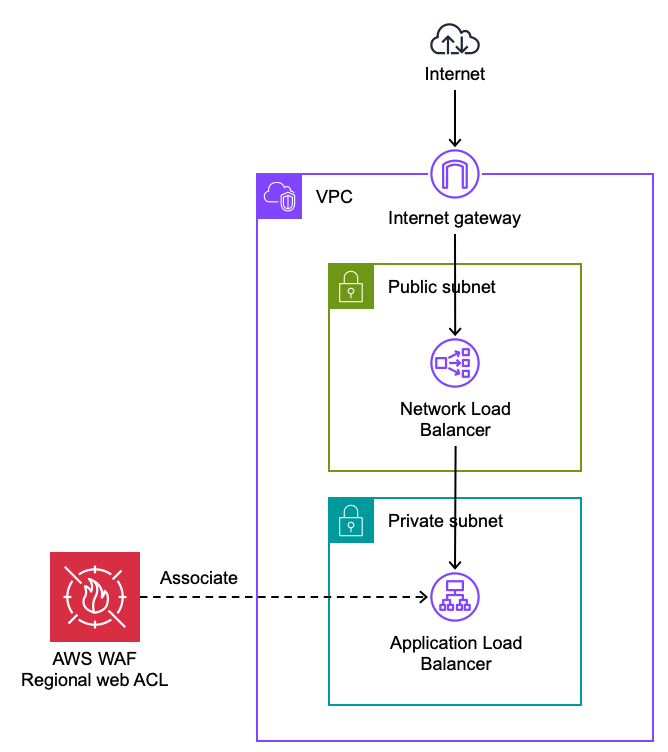 Internet
VPC
Internet gateway
Public subnet
Network Load
Balancer
Private subnet
Associate
Application Load
Balancer
AWS WAF
Regional web ACL